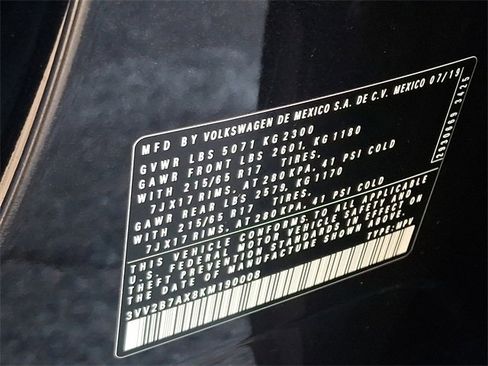 MFD BY VOLKSWAGEN DE MEXICO S.A. DE C.V. MEXICO 07/19
GVWR LBS 5071 KG 2300
GAWR FRONT LBS 2601, KG 1180
WITH 215/65 R17 TIRES.
7JX17 RIMS. AT 280 KPA. 41 PSI COLD
GAWR REAR LBS 2579, KG 1170
WITH 215/65 R17 TIRES.
7JX17 RIMS. AT 280 KPA. 41 PSI COLD
THIS VEHICLE CONFORMS TO ALL APPLICABLE
U.S. FEDERAL MOTOR VEHICLE SAFETY AND
THEFT PREVENTION STANDARDS IN EFFECT ON
THE DATE OF MANUFACTURE SHOWN ABOVE.
3VV2B7AX8KM190008
TYPE: MPV
3425